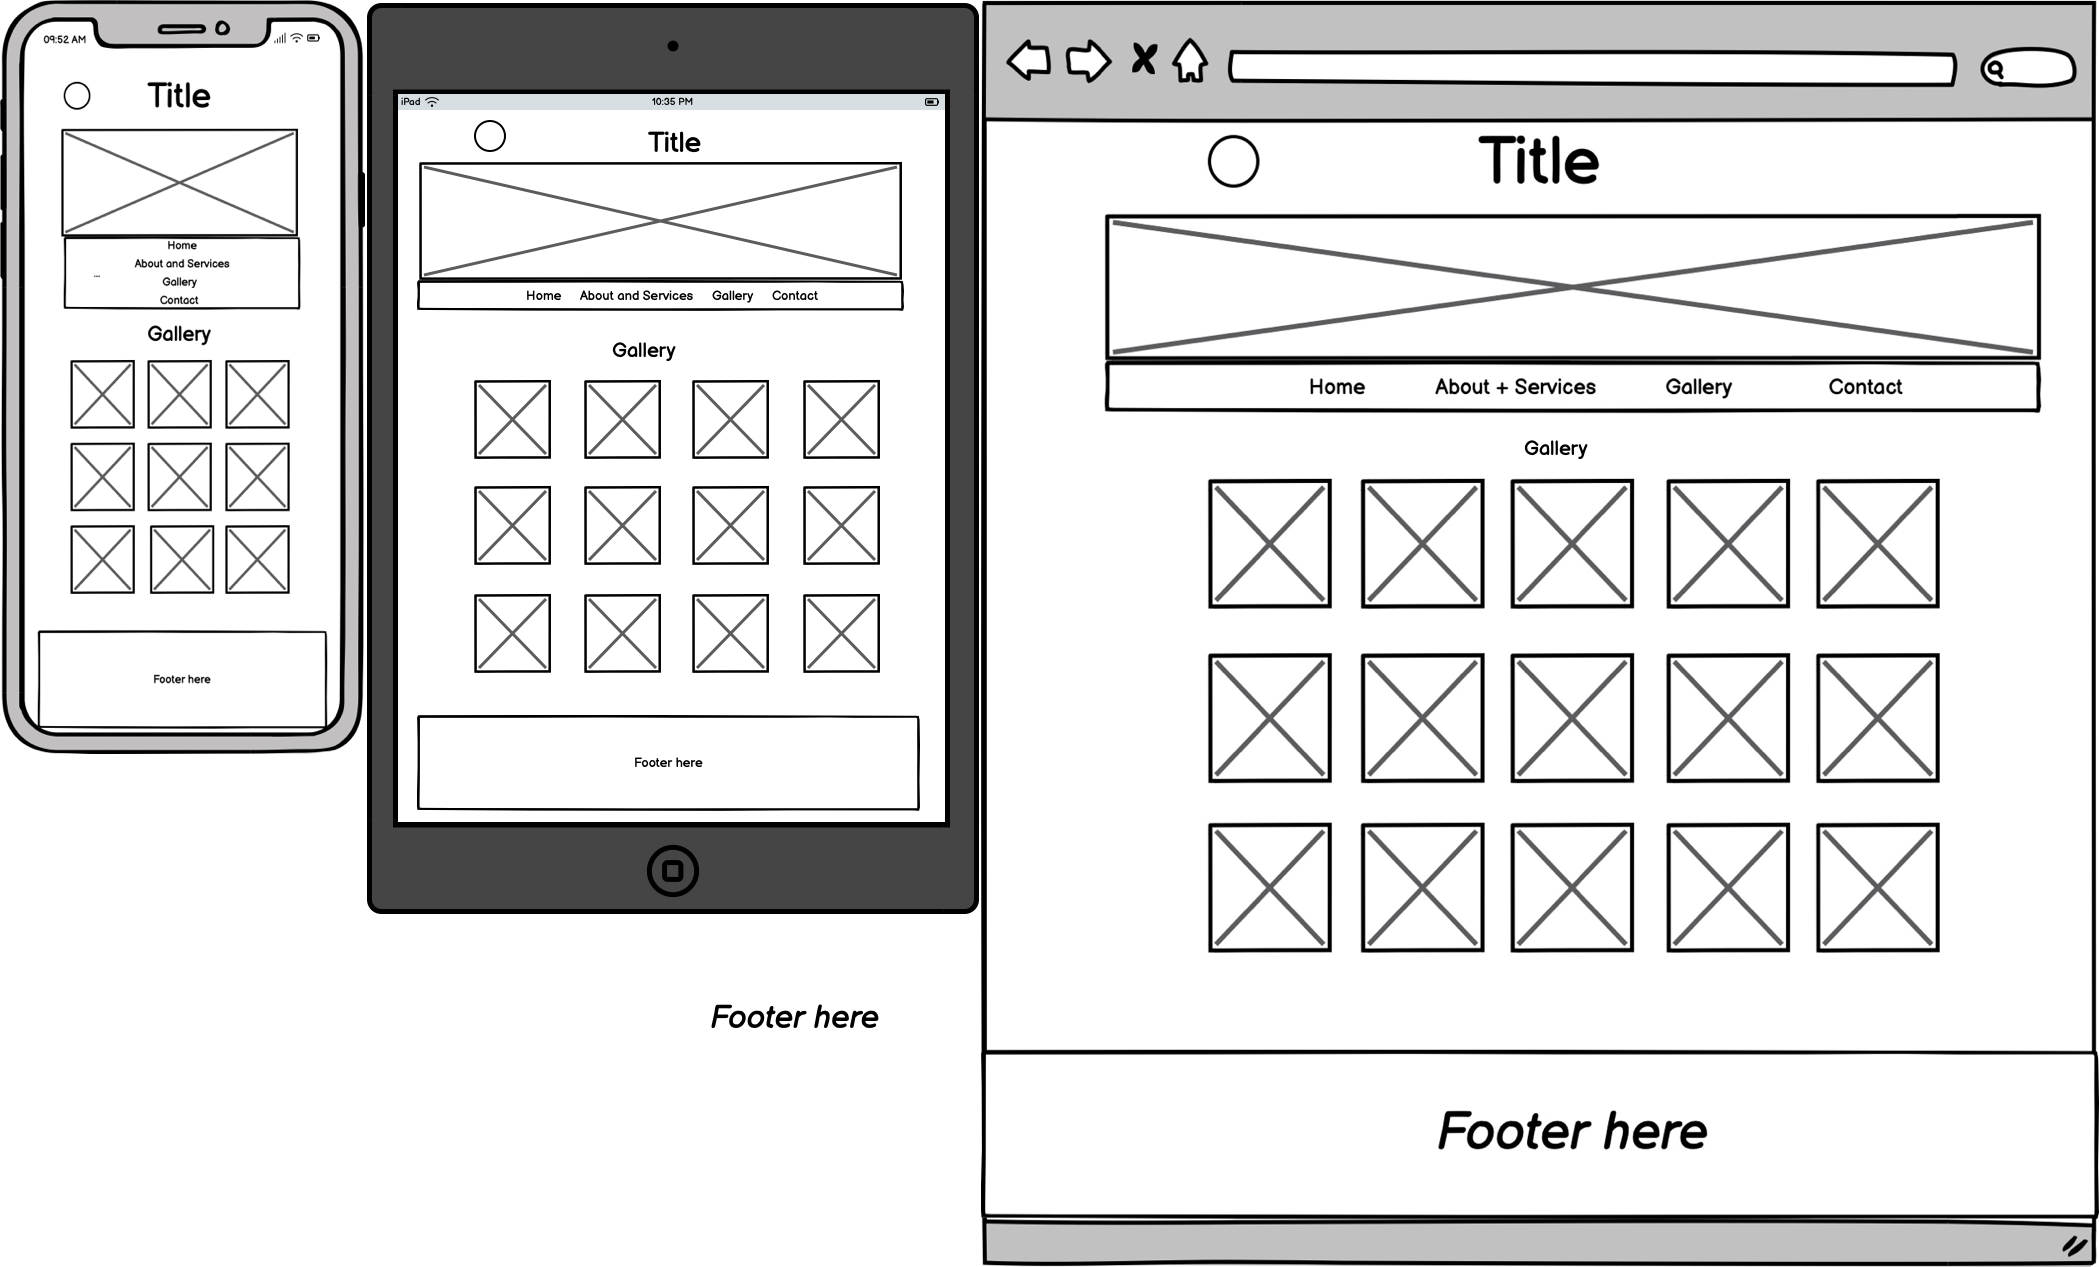 09:52 AM
Title
Home
About and Services
...
Gallery
Contact
Gallery
Footer here
iPad
10:35 PM
Title
Home About and Services Gallery Contact
Gallery
Footer here
Footer here
Title
Home About + Services Gallery Contact
Gallery
Footer here